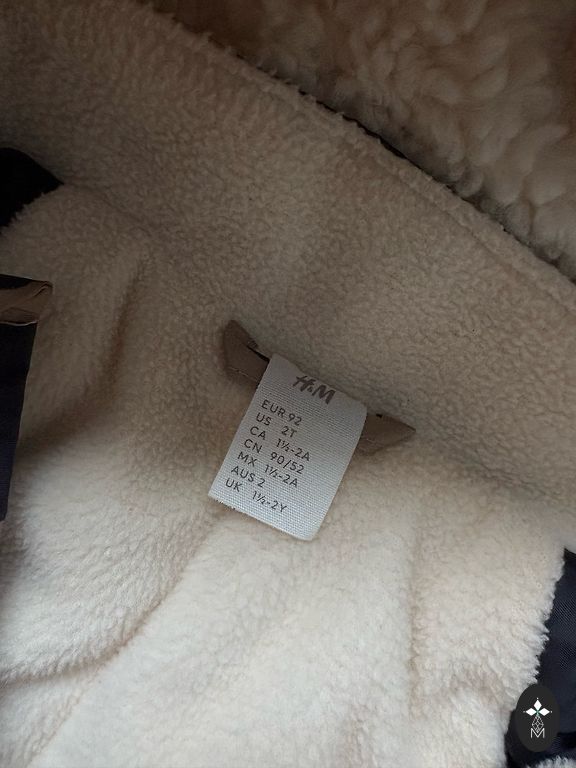 H&M
EUR 92
US 2T
CA 1½-2A
CN 90/52
MX 1½-2A
AUS 2
UK 1½-2Y
M